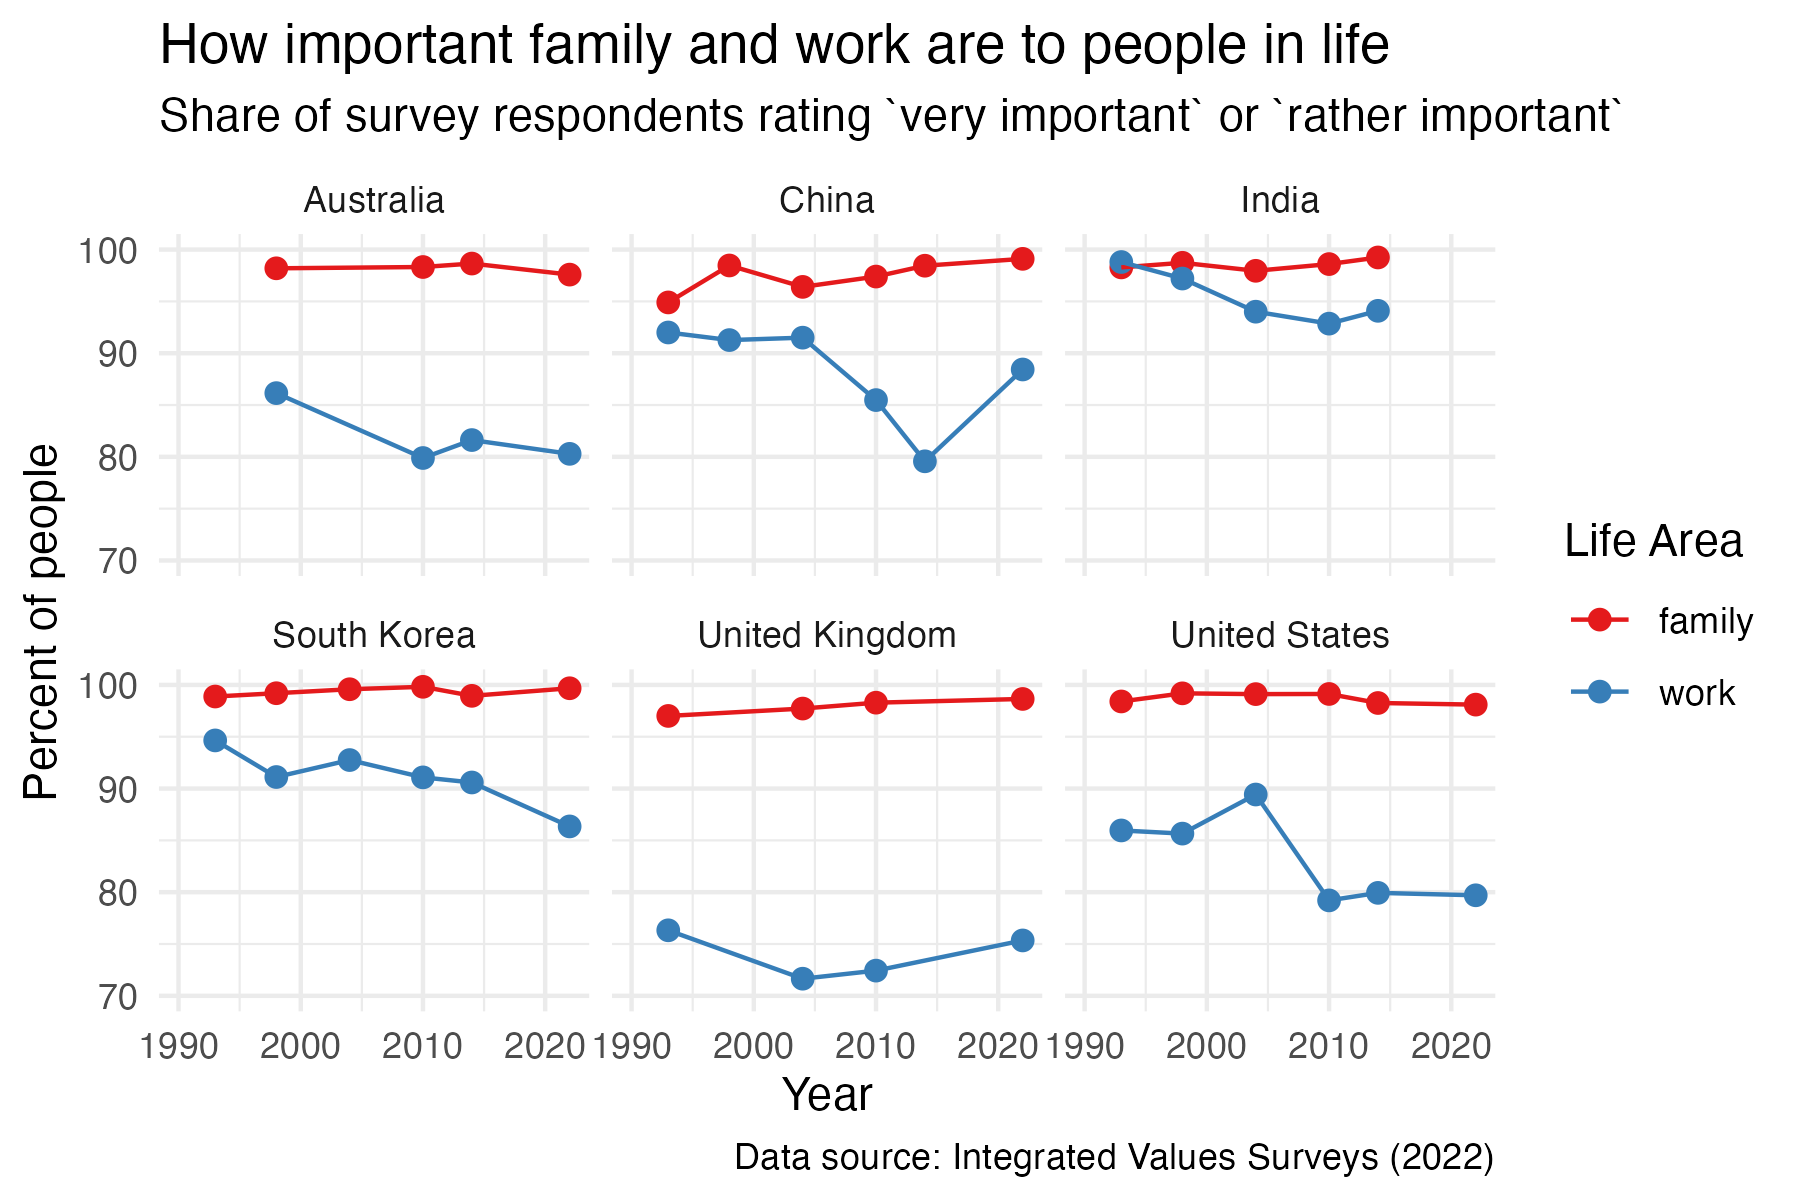 How important family and work are to people in life
Share of survey respondents rating `very important` or `rather important`
Australia
China
India
100
90
80
70
South Korea
United Kingdom
United States
100
90
80
70
1990 2000 2010 2020
1990 2000 2010 2020
1990 2000 2010 2020
Percent of people
Year
Life Area
family
work
Data source: Integrated Values Surveys (2022)